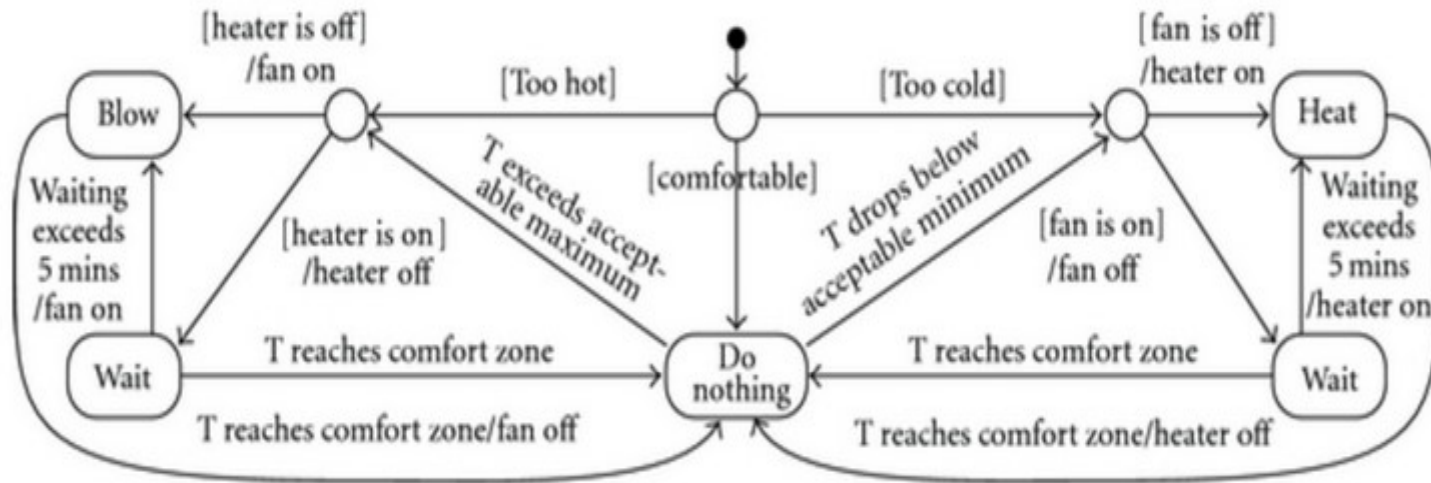 [heater is off]
/fan on
[fan is off]
/heater on
[Too hot]
[Too cold]
Blow
Heat
T exceeds accept-
able maximum
[comfortable]
T drops below
acceptable minimum
Waiting
exceeds
5 mins
/fan on
[heater is on]
/heater off
[fan is on]
/fan off
Waiting
exceeds
5 mins
/heater on
T reaches comfort zone
Do
nothing
T reaches comfort zone
Wait
Wait
T reaches comfort zone/fan off
T reaches comfort zone/heater off